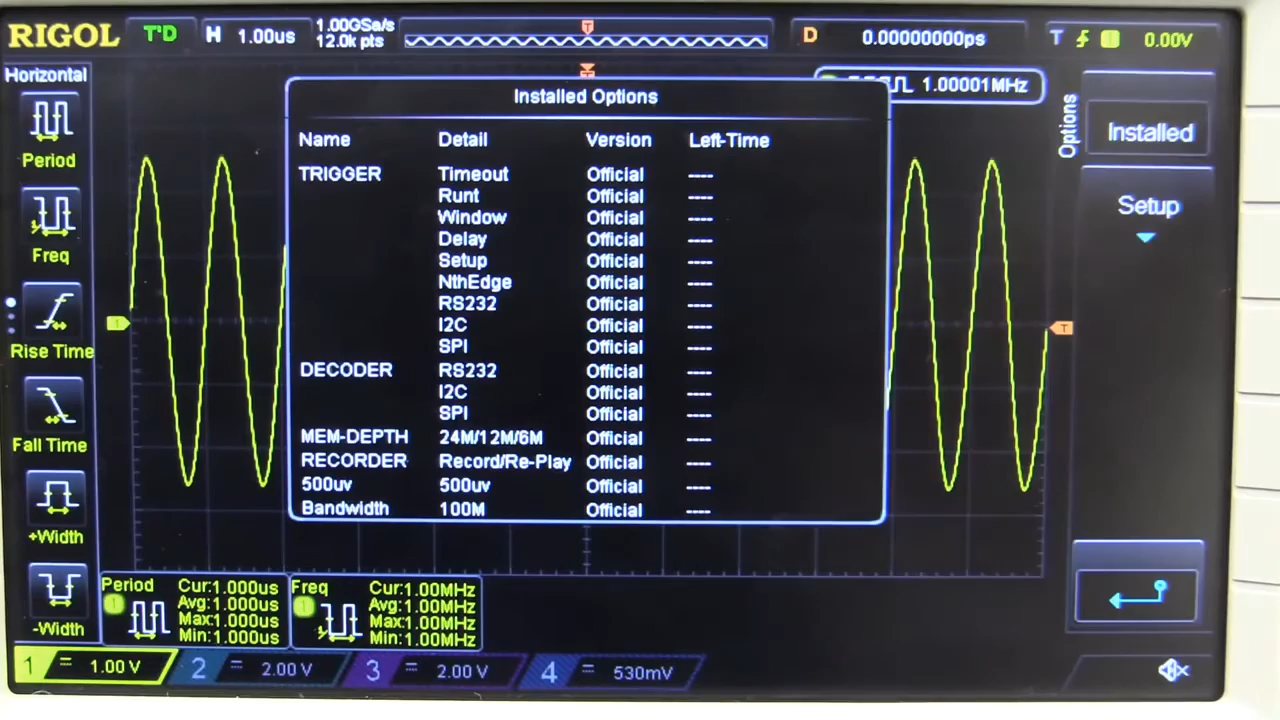 RIGOL T'D H 1.00us 1.00GSa/s 12.0k pts T D 0.00000000ps T 1 0.00V
Horizontal
Period
Freq
Rise Time
Fall Time
+Width
-Width
T
1.00001MHz
Installed Options
Name Detail Version Left-Time
TRIGGER Timeout Official ----
Runt Official ----
Window Official ----
Delay Official ----
Setup Official ----
NthEdge Official ----
RS232 Official ----
I2C Official ----
SPI Official ----
DECODER RS232 Official ----
I2C Official ----
SPI Official ----
MEM-DEPTH 24M/12M/6M Official ----
RECORDER Record/Re-Play Official ----
500uv 500uv Official ----
Bandwidth 100M Official ----
1
T
Options
Installed
Setup
Period
1
Cur:1.000us
Avg:1.000us
Max:1.000us
Min:1.000us
Freq
1
Cur:1.00MHz
Avg:1.00MHz
Max:1.00MHz
Min:1.00MHz
1 = 1.00 V 2 = 2.00 V 3 = 2.00 V 4 = 530mV